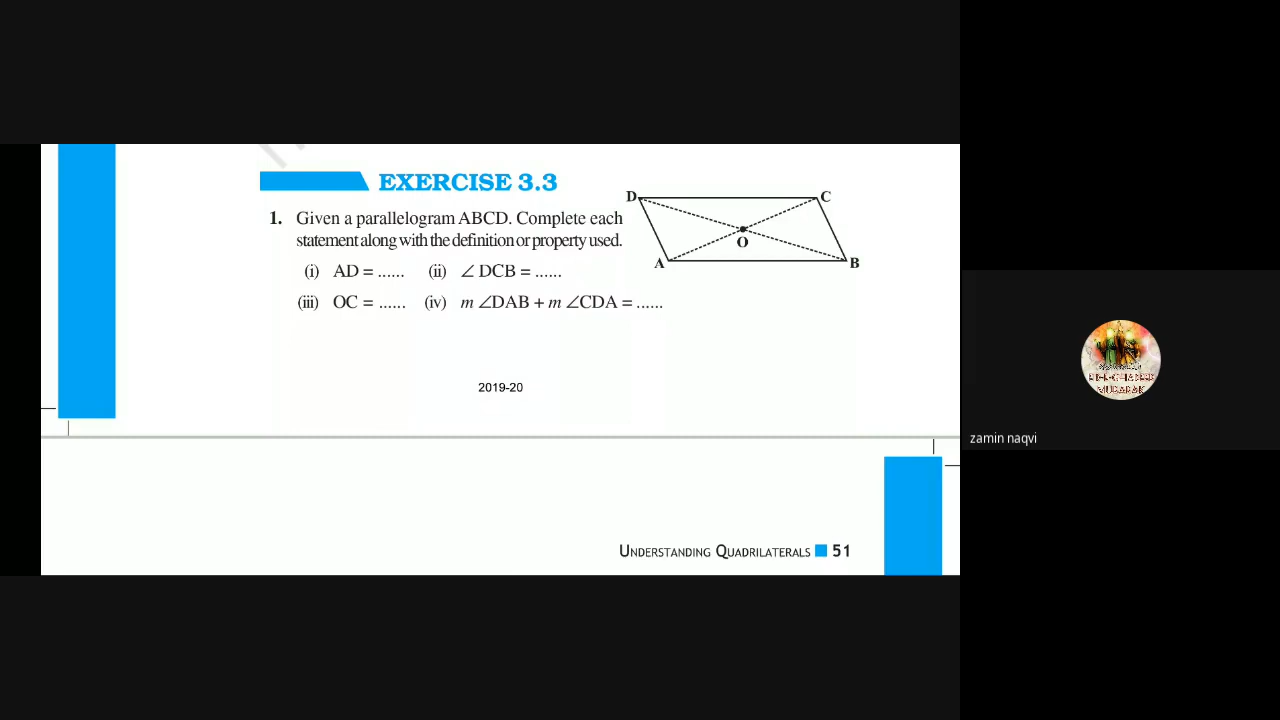 EXERCISE 3.3
1. Given a parallelogram ABCD. Complete each
statement along with the definition or property used.
(i) AD = ...... (ii) ∠ DCB = ......
(iii) OC = ...... (iv) m ∠DAB + m ∠CDA = ......
D
C
O
A
B
2019-20
UNDERSTANDING QUADRILATERALS 51
zamin naqvi